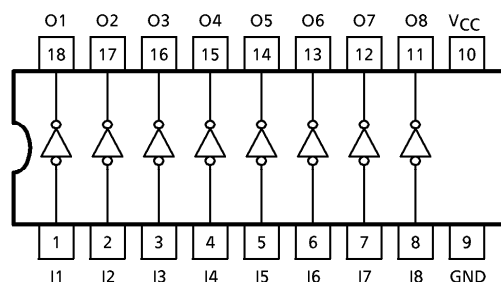 O1 O2 O3 O4 O5 O6 O7 O8 VCC
18 17 16 15 14 13 12 11 10
1 2 3 4 5 6 7 8 9
I1 I2 I3 I4 I5 I6 I7 I8 GND